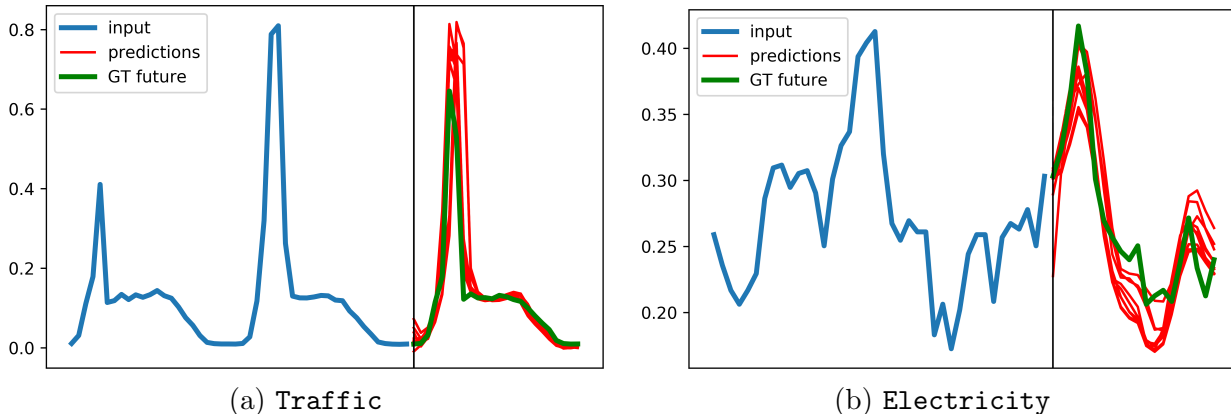 0.8
0.6
0.4
0.2
0.0
input
predictions
GT future
(a) Traffic
0.40
0.35
0.30
0.25
0.20
input
predictions
GT future
(b) Electricity